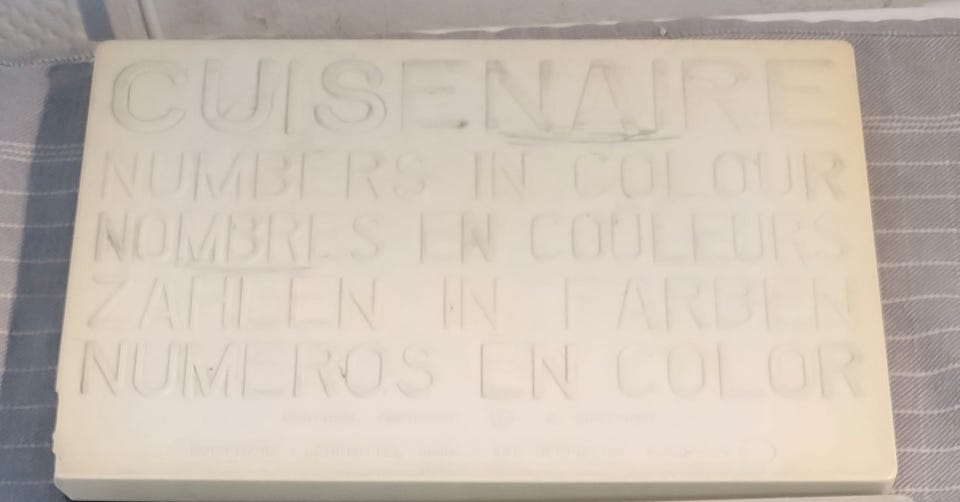 CUISENAIRE
NUMBERS IN COLOUR
NOMBRES EN COULEURS
ZAHLEN IN FARBEN
NUMEROS EN COLOR